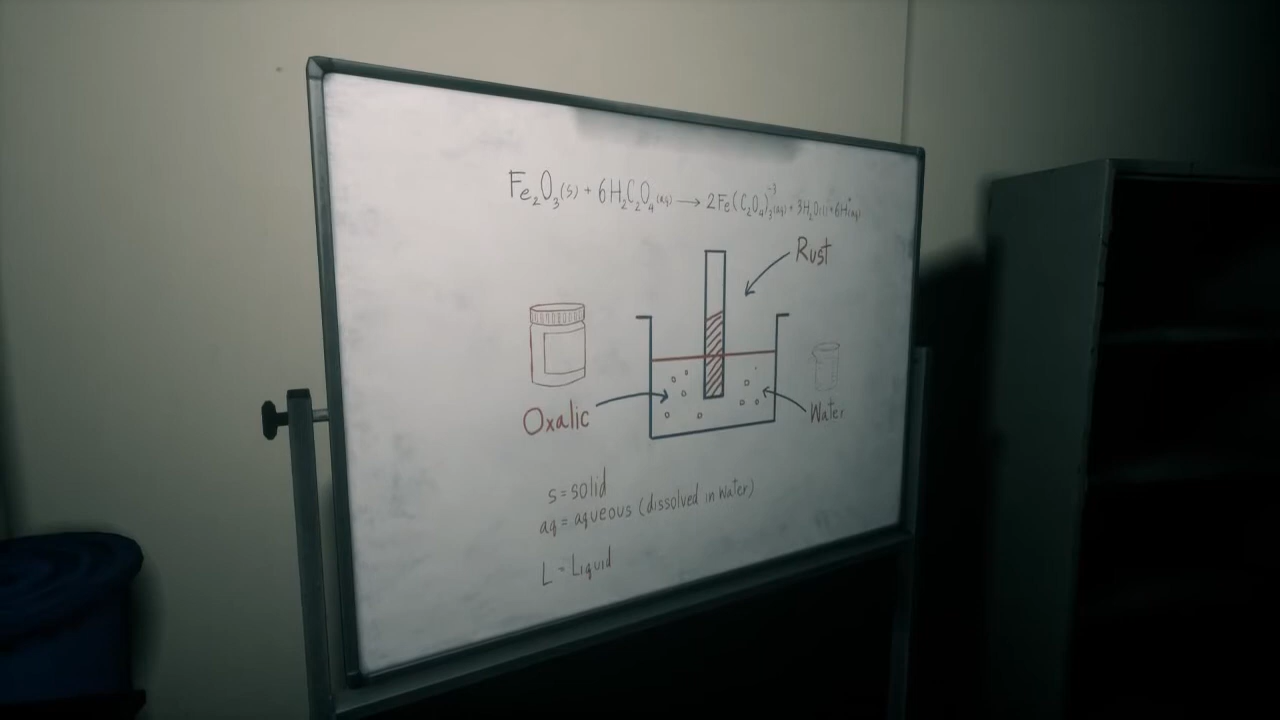 Fe₂O₃(s) + 6H₂C₂O₄(aq) → 2Fe(C₂O₄)₃⁻³(aq) + 3H₂O(l) + 6H⁺(aq)
Rust
Oxalic
Water
s = solid
aq = aqueous (dissolved in water)
L = Liquid